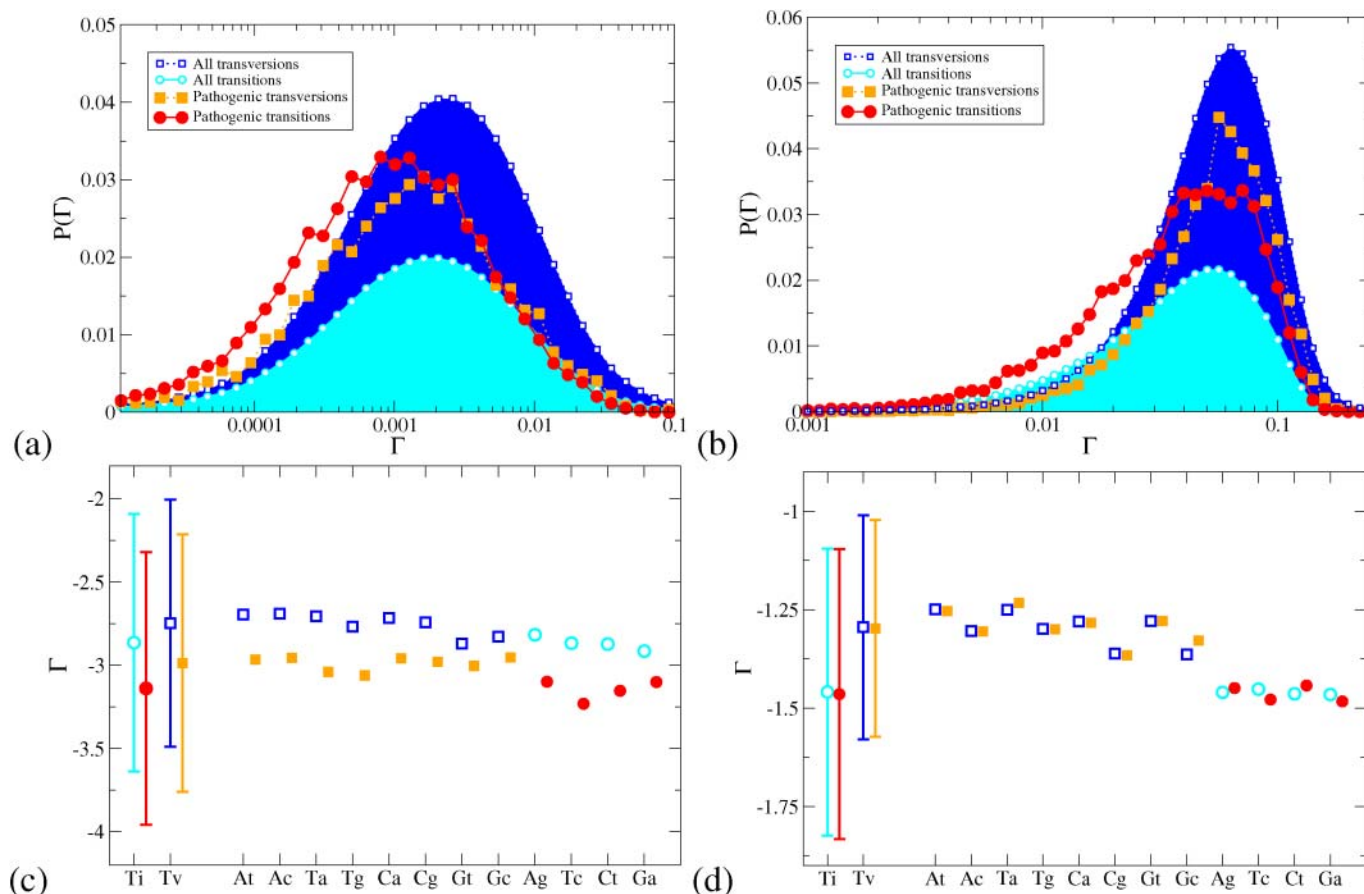 0.05
0.04
0.03
0.02
0.01
0
P(Γ)
All transversions
All transitions
Pathogenic transversions
Pathogenic transitions
0.0001
0.001
0.01
0.1
Γ
(a)
0.06
0.05
0.04
0.03
0.02
0.01
0
P(Γ)
All transversions
All transitions
Pathogenic transversions
Pathogenic transitions
0.001
0.01
0.1
Γ
(b)
-2
-2.5
-3
-3.5
-4
Γ
Ti Tv At Ac Ta Tg Ca Cg Gt Gc Ag Tc Ct Ga
(c)
-1
-1.25
-1.5
-1.75
Γ
Ti Tv At Ac Ta Tg Ca Cg Gt Gc Ag Tc Ct Ga
(d)